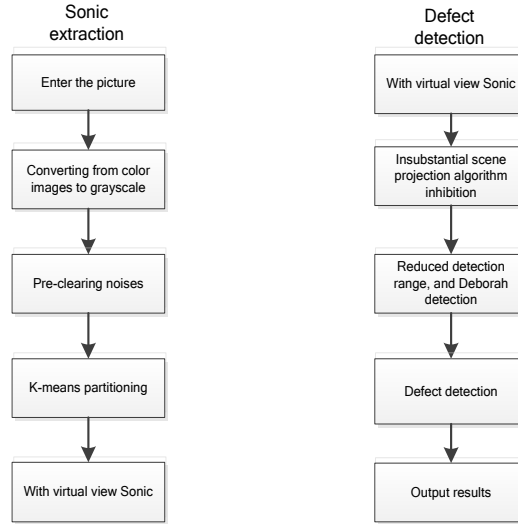 Sonic
extraction
Enter the picture
Converting from color
images to grayscale
Pre-clearing noises
K-means partitioning
With virtual view Sonic
Defect
detection
With virtual view Sonic
Insubstantial scene
projection algorithm
inhibition
Reduced detection
range, and Deborah
detection
Defect detection
Output results